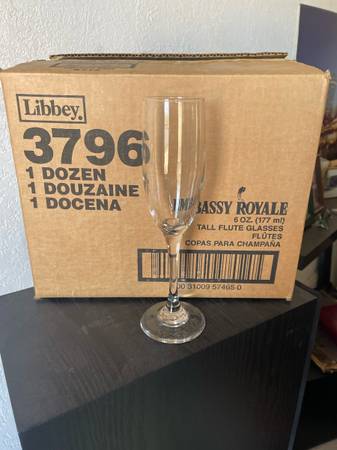 Libbey.
3796
1 DOZEN
1 DOUZAINE
1 DOCENA
EMBASSY ROYALE
6 OZ. (177 ml)
TALL FLUTE GLASSES
FLÛTES
COPAS PARA CHAMPAÑA
00 31009 57465 0